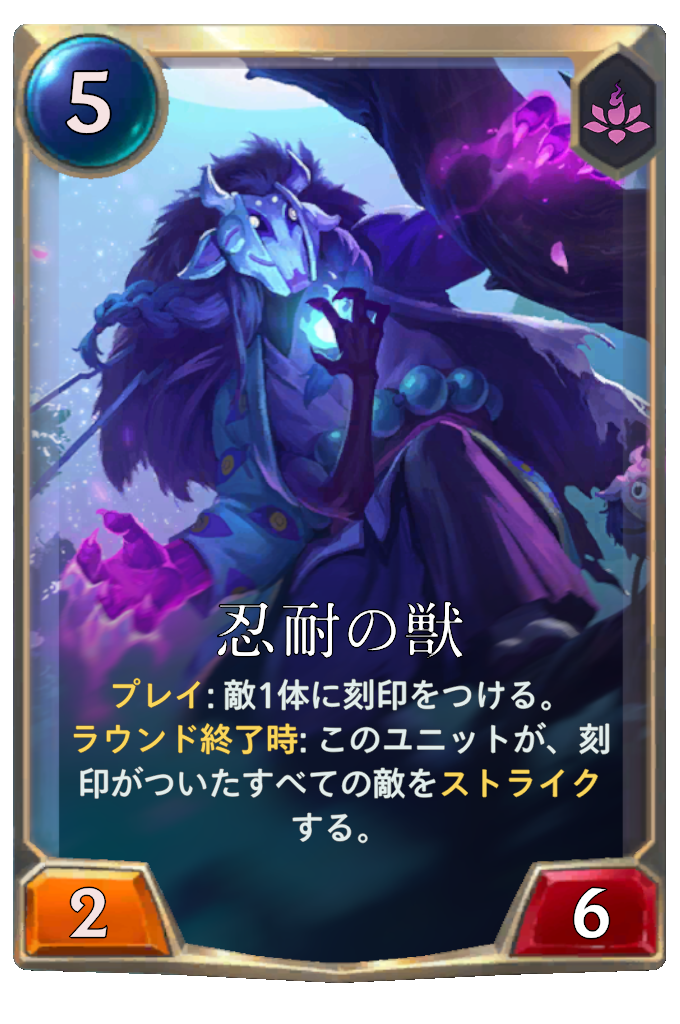 5
忍耐の獣
プレイ: 敵1体に刻印をつける。
ラウンド終了時: このユニットが、刻
印がついたすべての敵をストライク
する。
2
6